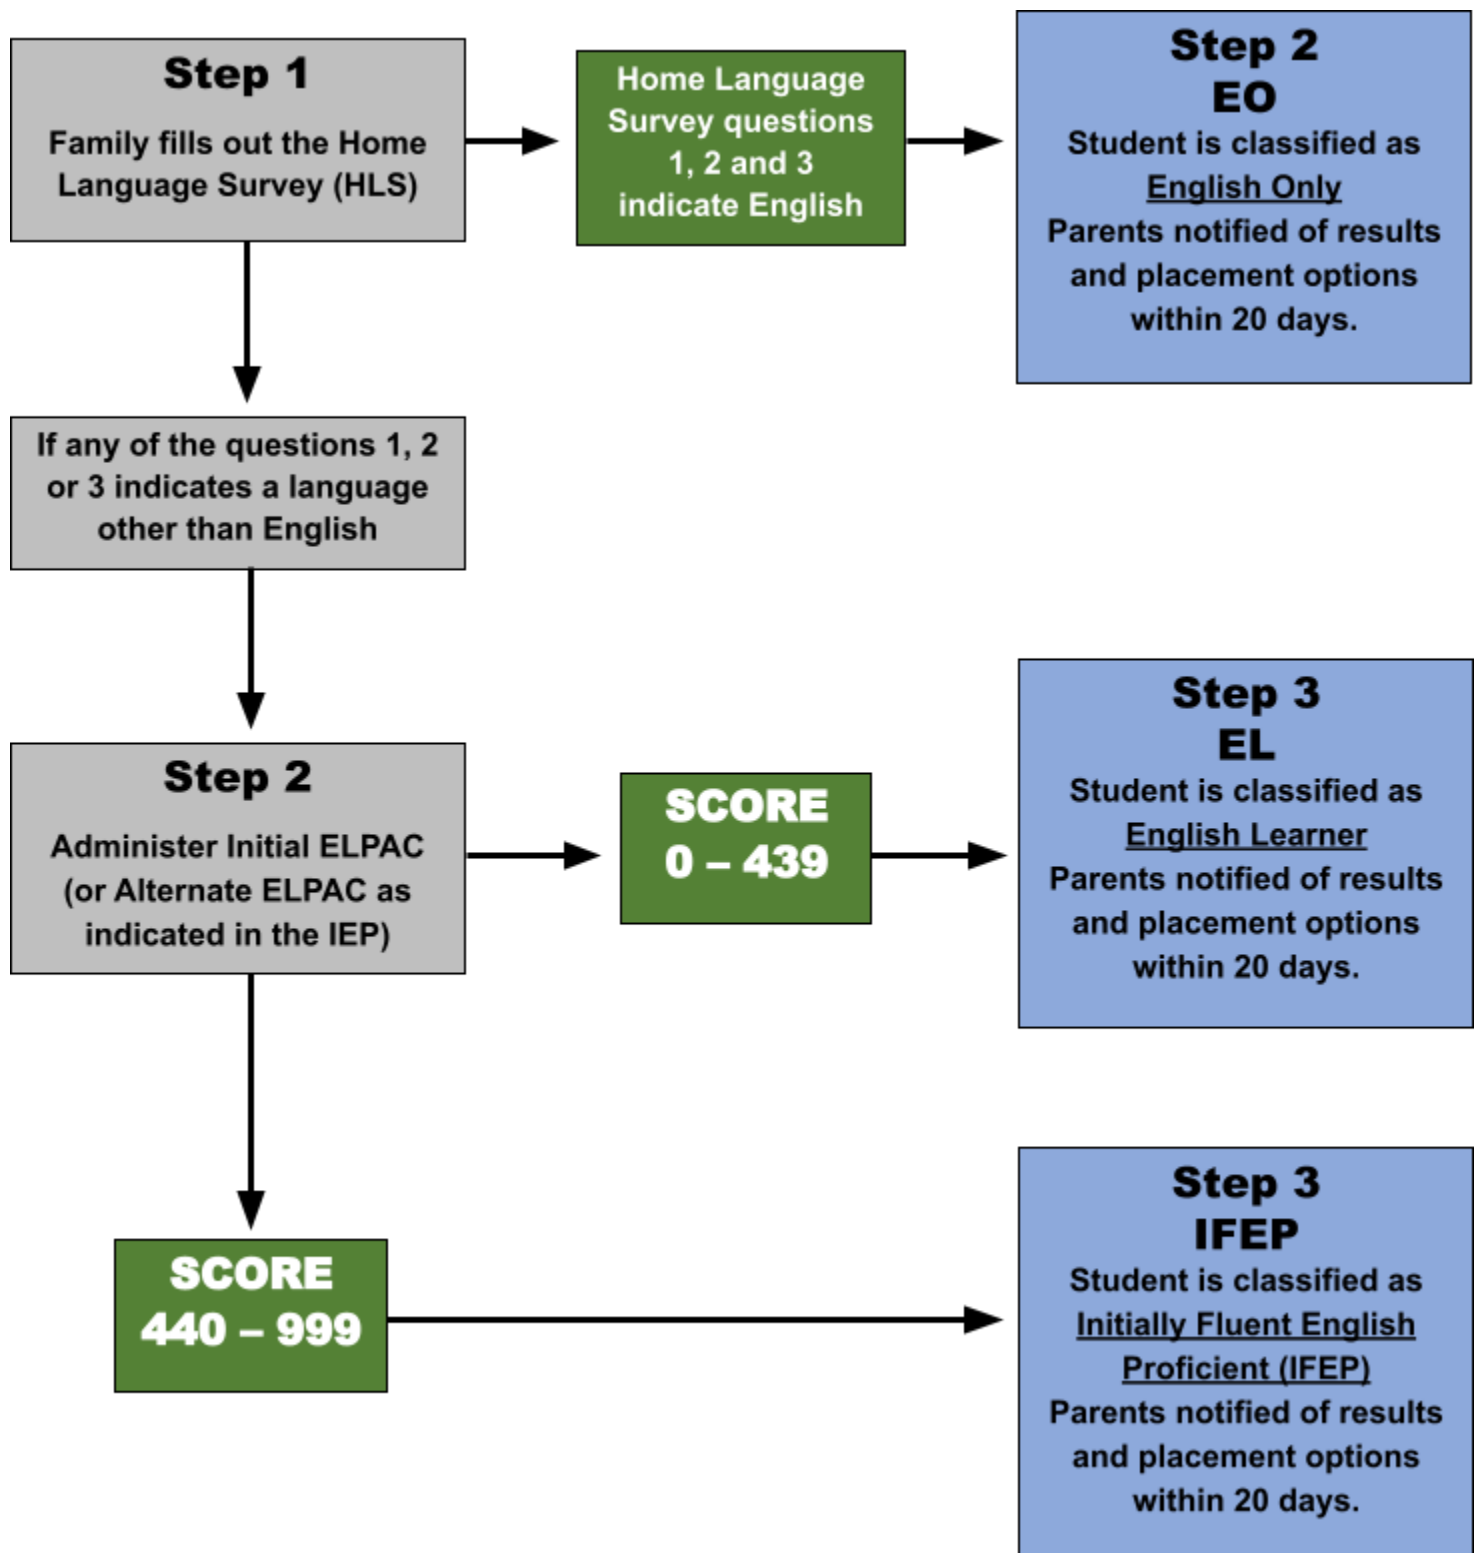 Step 1
Family fills out the Home
Language Survey (HLS)
Home Language
Survey questions
1, 2 and 3
indicate English
Step 2
EO
Student is classified as
English Only
Parents notified of results
and placement options
within 20 days.
If any of the questions 1, 2
or 3 indicates a language
other than English
Step 2
Administer Initial ELPAC
(or Alternate ELPAC as
indicated in the IEP)
SCORE
0 – 439
Step 3
EL
Student is classified as
English Learner
Parents notified of results
and placement options
within 20 days.
SCORE
440 – 999
Step 3
IFEP
Student is classified as
Initially Fluent English
Proficient (IFEP)
Parents notified of results
and placement options
within 20 days.